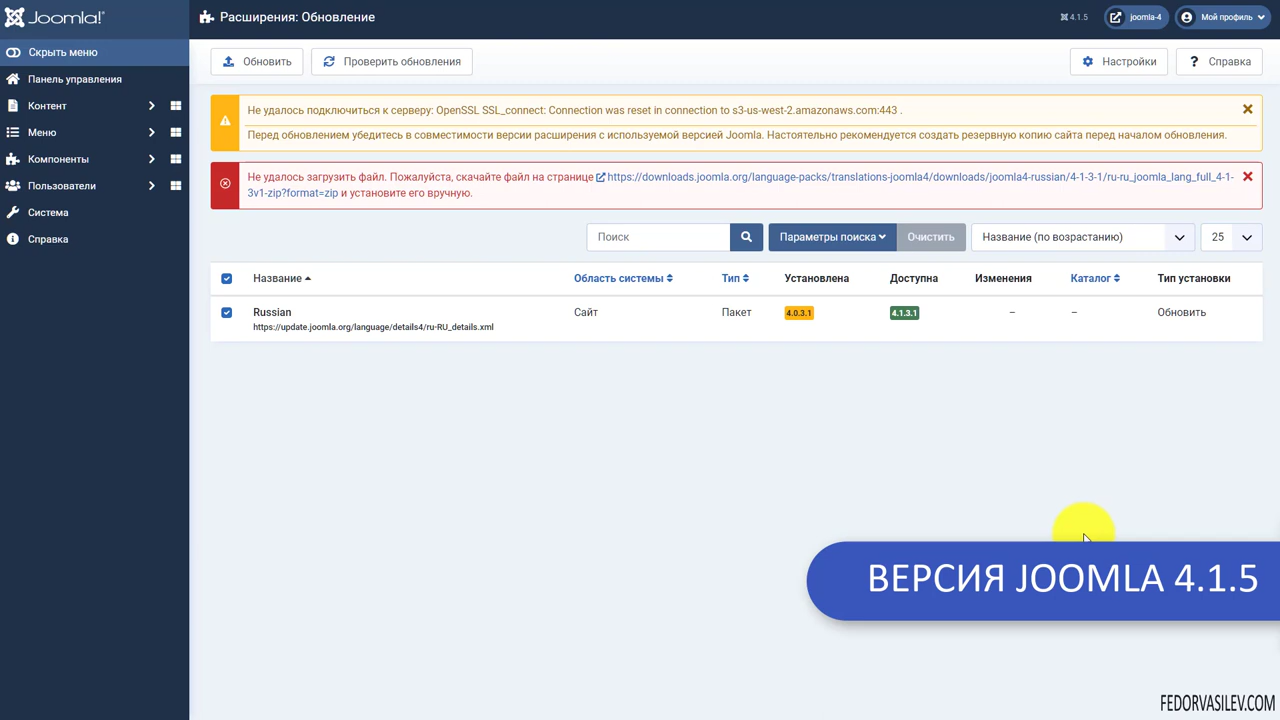 Joomla!®
Расширения: Обновление
4.1.5
joomla-4
Мой профиль
Скрыть меню
Панель управления
Контент
Меню
Компоненты
Пользователи
Система
Справка
Обновить
Проверить обновления
Настройки
? Справка
Не удалось подключиться к серверу: OpenSSL SSL_connect: Connection was reset in connection to s3-us-west-2.amazonaws.com:443 .
Перед обновлением убедитесь в совместимости версии расширения с используемой версией Joomla. Настоятельно рекомендуется создать резервную копию сайта перед началом обновления.
Не удалось загрузить файл. Пожалуйста, скачайте файл на странице https://downloads.joomla.org/language-packs/translations-joomla4/downloads/joomla4-russian/4-1-3-1/ru-ru_joomla_lang_full_4-1-
3v1-zip?format=zip и установите его вручную.
Поиск
Параметры поиска
Очистить
Название (по возрастанию)
25
Название Область системы Тип Установлена Доступна Изменения Каталог Тип установки
Russian Сайт Пакет 4.0.3.1 4.1.3.1 – – Обновить
https://update.joomla.org/language/details4/ru-RU_details.xml
ВЕРСИЯ JOOMLA 4.1.5
FEDORVASILEV.COM